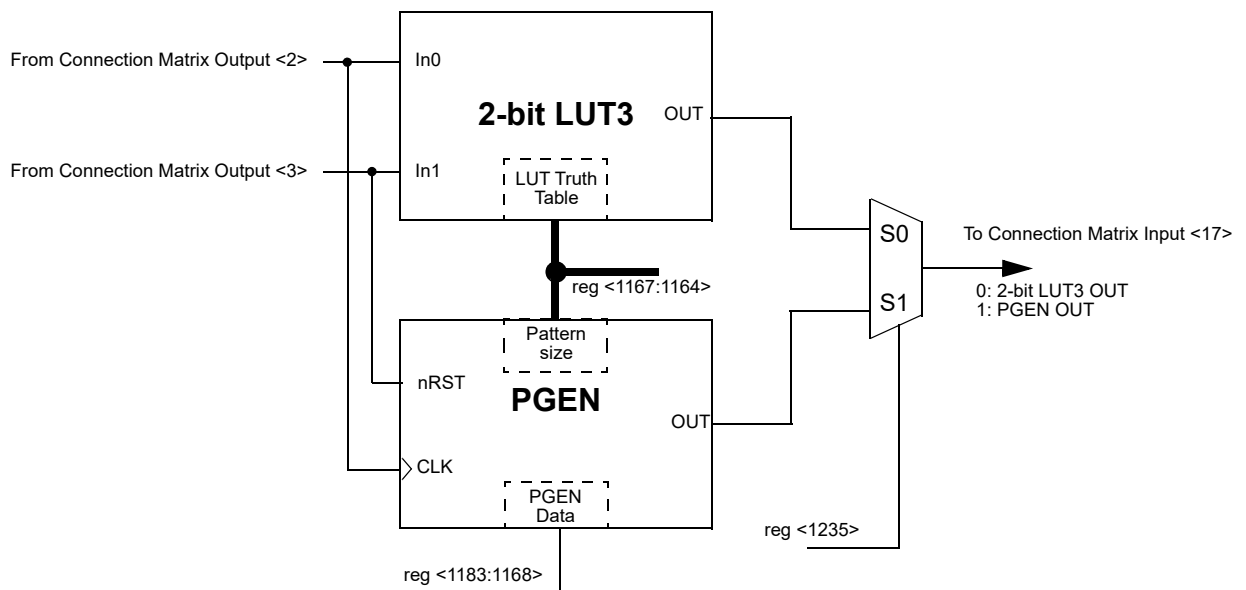 From Connection Matrix Output <2>
In0
2-bit LUT3
OUT
From Connection Matrix Output <3>
In1
LUT Truth
Table
S0
To Connection Matrix Input <17>
reg <1167:1164>
0: 2-bit LUT3 OUT
1: PGEN OUT
S1
Pattern
size
nRST
PGEN
OUT
CLK
PGEN
Data
reg <1235>
reg <1183:1168>